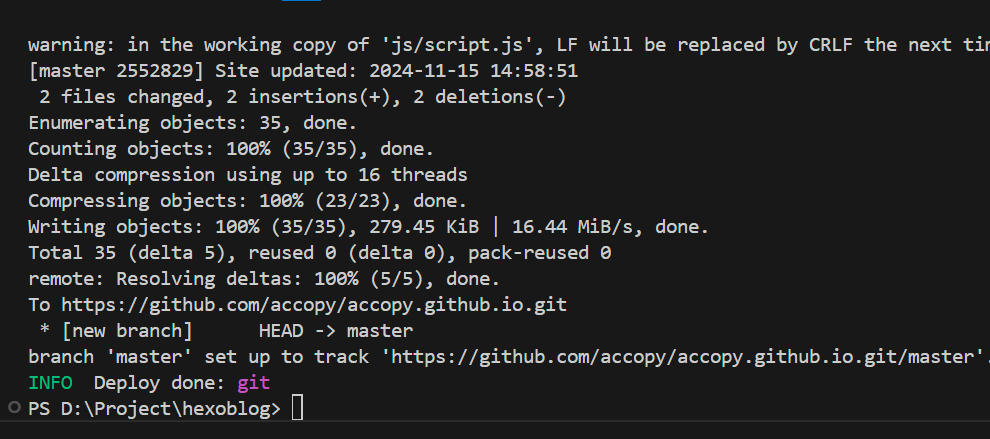 warning: in the working copy of 'js/script.js', LF will be replaced by CRLF the next
[master 2552829] Site updated: 2024-11-15 14:58:51
 2 files changed, 2 insertions(+), 2 deletions(-)
Enumerating objects: 35, done.
Counting objects: 100% (35/35), done.
Delta compression using up to 16 threads
Compressing objects: 100% (23/23), done.
Writing objects: 100% (35/35), 279.45 KiB | 16.44 MiB/s, done.
Total 35 (delta 5), reused 0 (delta 0), pack-reused 0
remote: Resolving deltas: 100% (5/5), done.
To https://github.com/accopy/accopy.github.io.git
 * [new branch]      HEAD -> master
branch 'master' set up to track 'https://github.com/accopy/accopy.github.io.git/master'.
INFO  Deploy done: git
PS D:\Project\hexoblog>